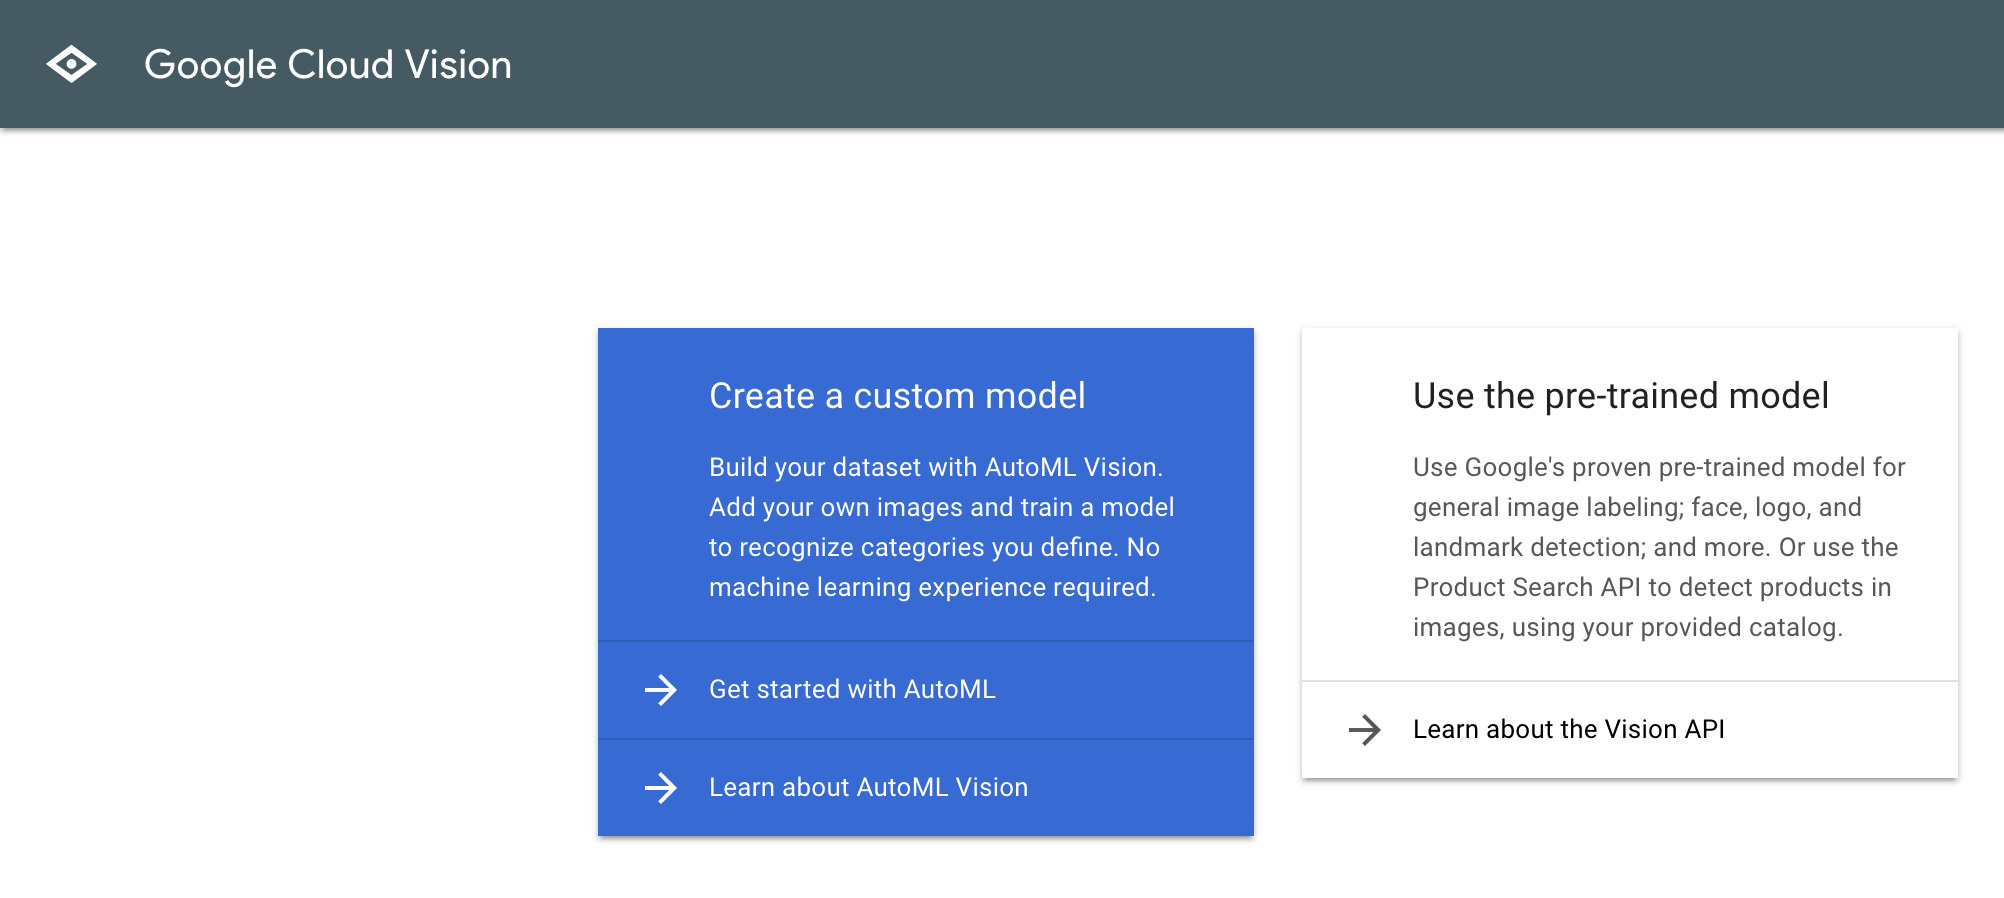 Google Cloud Vision
Create a custom model
Build your dataset with AutoML Vision.
Add your own images and train a model
to recognize categories you define. No
machine learning experience required.
Get started with AutoML
Learn about AutoML Vision
Use the pre-trained model
Use Google's proven pre-trained model for
general image labeling; face, logo, and
landmark detection; and more. Or use the
Product Search API to detect products in
images, using your provided catalog.
Learn about the Vision API